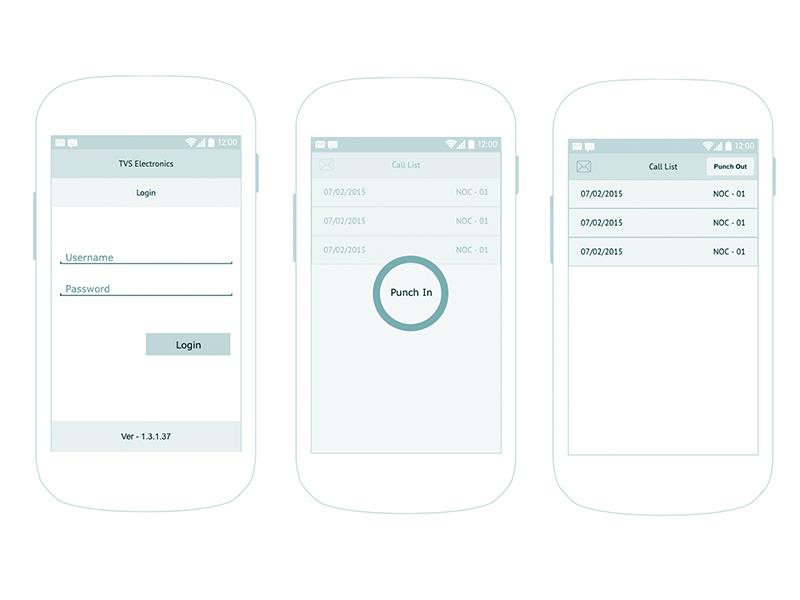 12:00
TVS Electronics
Login
Username
Password
Login
Ver - 1.3.1.37
12:00
Call List
07/02/2015 NOC - 01
07/02/2015 NOC - 01
07/02/2015 NOC - 01
Punch In
12:00
Call List Punch Out
07/02/2015 NOC - 01
07/02/2015 NOC - 01
07/02/2015 NOC - 01